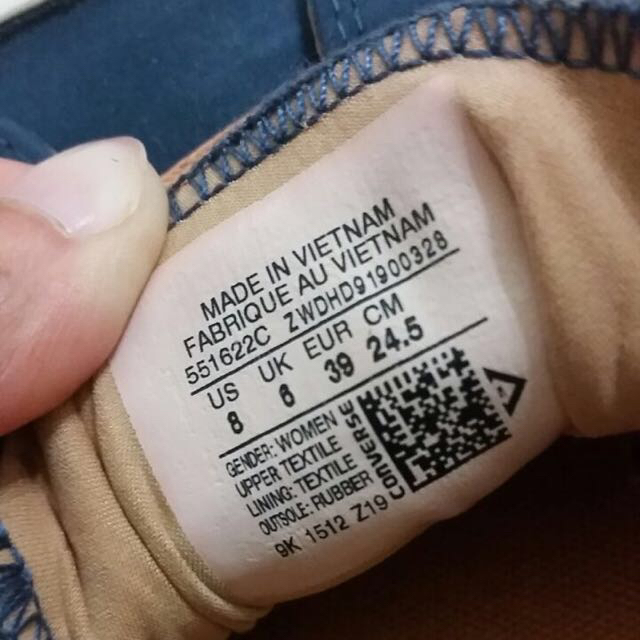 MADE IN VIETNAM
FABRIQUE AU VIETNAM
551622C ZWDHD91900328
US UK EUR CM
8 6 39 24.5
GENDER: WOMEN
UPPER TEXTILE
LINING: TEXTILE
OUTSOLE: RUBBER
9K 1512 Z19
CONVERSE